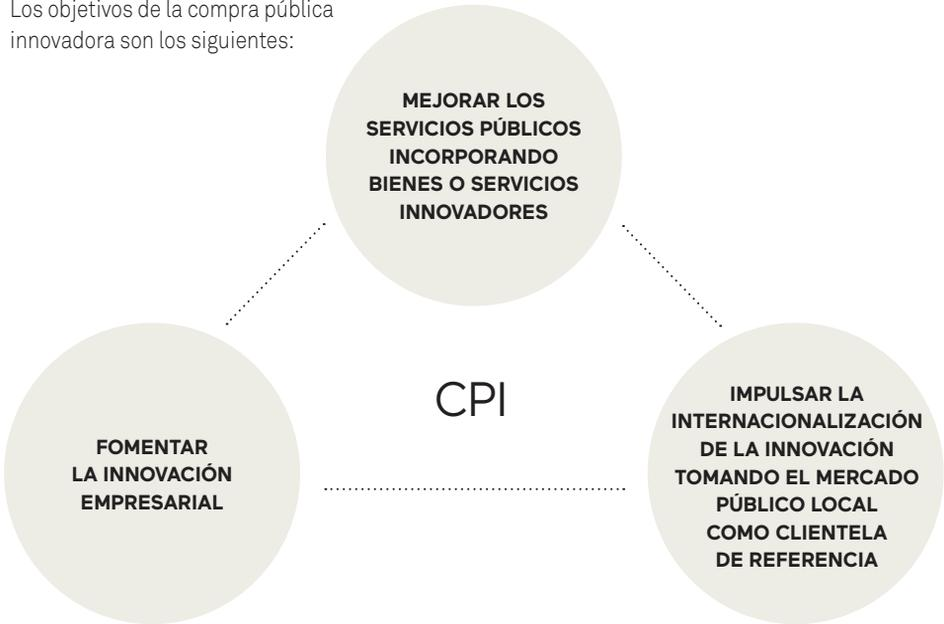 Los objetivos de la compra pública
innovadora son los siguientes:
MEJORAR LOS
SERVICIOS PÚBLICOS
INCORPORANDO
BIENES O SERVICIOS
INNOVADORES
CPI
FOMENTAR
LA INNOVACIÓN
EMPRESARIAL
IMPULSAR LA
INTERNACIONALIZACIÓN
DE LA INNOVACIÓN
TOMANDO EL MERCADO
PÚBLICO LOCAL
COMO CLIENTELA
DE REFERENCIA